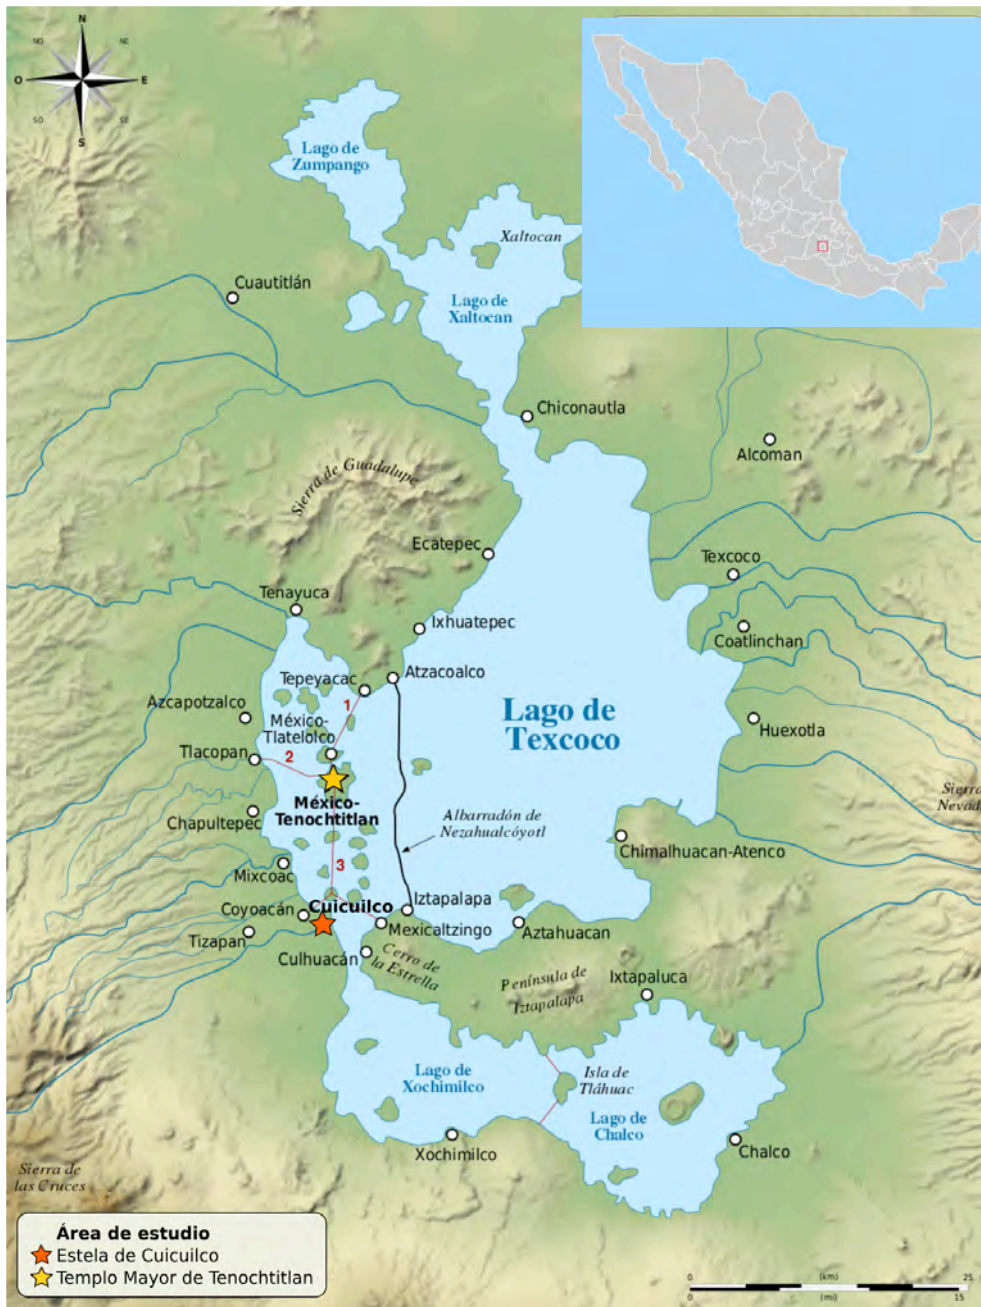 N
NO
NE
O
E
SO
SE
S
Lago de
Zumpango
Xaltocan
Cuautitlán
Lago de
Xaltocan
Chiconautla
Alcoman
Sierra de Guadalupe
Ecatepec
Texcoco
Tenayuca
Ixhuatepec
Coatlinchan
Atzacoalco
Tepeyacac
Azcapotzalco
1
México-
Tlatelolco
Lago de
Texcoco
Huexotla
Tlacopan
2
Sierra
Nevad
México-
Tenochtitlan
Chapultepec
Albarradón de
Nezahualcóyotl
Chimalhuacan-Atenco
Mixcoac
3
Iztapalapa
Cuicuilco
Coyoacán
Mexicaltzingo
Aztahuacan
Tizapan
Culhuacán
Cerro de
la Estrella
Península de
Iztapalapa
Ixtapaluca
Lago de
Xochimilco
Isla de
Tláhuac
Lago de
Chalco
Xochimilco
Chalco
Sierra de
las Cruces
Área de estudio
Estela de Cuicuilco
Templo Mayor de Tenochtitlan
0 (km) 25
0 (mi) 15